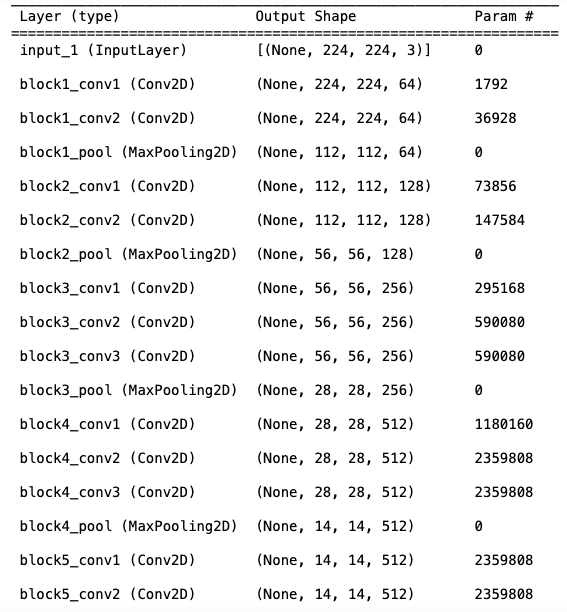 Layer (type) Output Shape Param #
=================================================================
input_1 (InputLayer) [(None, 224, 224, 3)] 0
block1_conv1 (Conv2D) (None, 224, 224, 64) 1792
block1_conv2 (Conv2D) (None, 224, 224, 64) 36928
block1_pool (MaxPooling2D) (None, 112, 112, 64) 0
block2_conv1 (Conv2D) (None, 112, 112, 128) 73856
block2_conv2 (Conv2D) (None, 112, 112, 128) 147584
block2_pool (MaxPooling2D) (None, 56, 56, 128) 0
block3_conv1 (Conv2D) (None, 56, 56, 256) 295168
block3_conv2 (Conv2D) (None, 56, 56, 256) 590080
block3_conv3 (Conv2D) (None, 56, 56, 256) 590080
block3_pool (MaxPooling2D) (None, 28, 28, 256) 0
block4_conv1 (Conv2D) (None, 28, 28, 512) 1180160
block4_conv2 (Conv2D) (None, 28, 28, 512) 2359808
block4_conv3 (Conv2D) (None, 28, 28, 512) 2359808
block4_pool (MaxPooling2D) (None, 14, 14, 512) 0
block5_conv1 (Conv2D) (None, 14, 14, 512) 2359808
block5_conv2 (Conv2D) (None, 14, 14, 512) 2359808